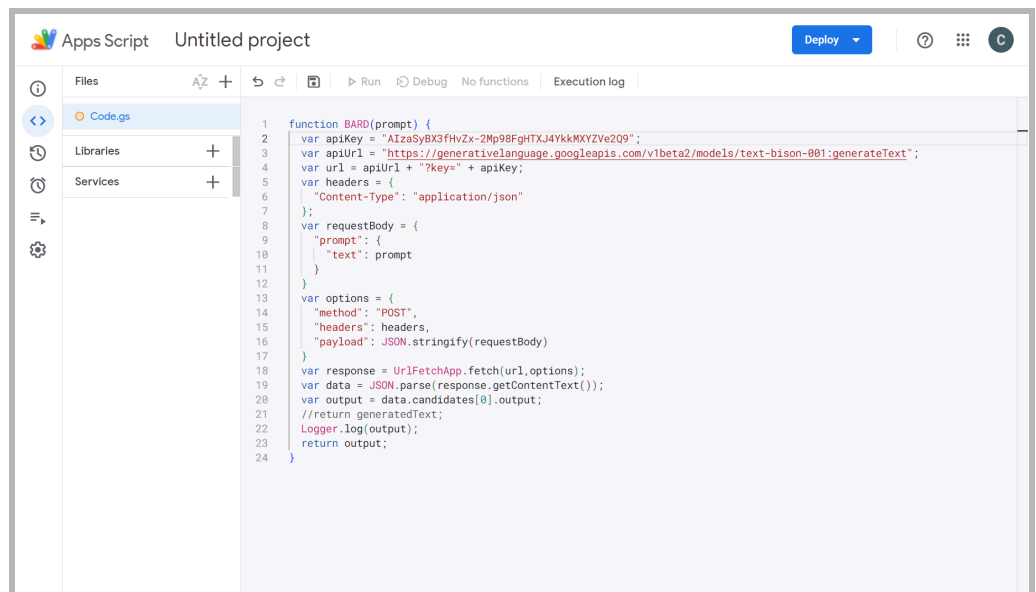 Apps Script Untitled project Deploy C
Files AZ Run Debug No functions Execution log
Code.gs
Libraries
Services
1 function BARD(prompt) {
2 var apiKey = "AIzaSyBX3fHvZx-2Mp98FgHTXJ4YkkMXYZVe2Q9";
3 var apiUrl = "https://generativelanguage.googleapis.com/v1beta2/models/text-bison-001:generateText";
4 var url = apiUrl + "?key=" + apiKey;
5 var headers = {
6 "Content-Type": "application/json"
7 };
8 var requestBody = {
9 "prompt": {
10 "text": prompt
11 }
12 }
13 var options = {
14 "method": "POST",
15 "headers": headers,
16 "payload": JSON.stringify(requestBody)
17 }
18 var response = UrlFetchApp.fetch(url,options);
19 var data = JSON.parse(response.getContentText());
20 var output = data.candidates[0].output;
21 //return generatedText;
22 Logger.log(output);
23 return output;
24 }